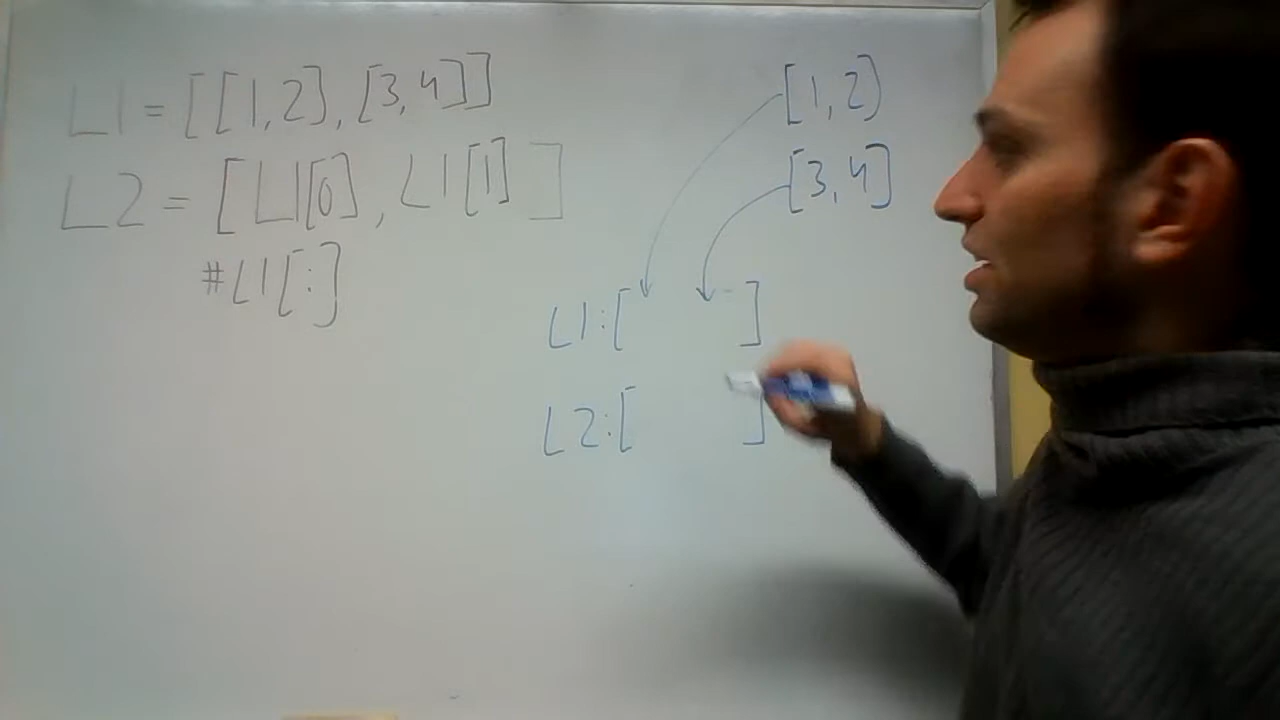 L1 = [[1,2],[3,4]]
L2 = [L1[0], L1[1] ]
#L1[:]
[1,2)
[3,4]
L1:[ ]
L2:[ ]